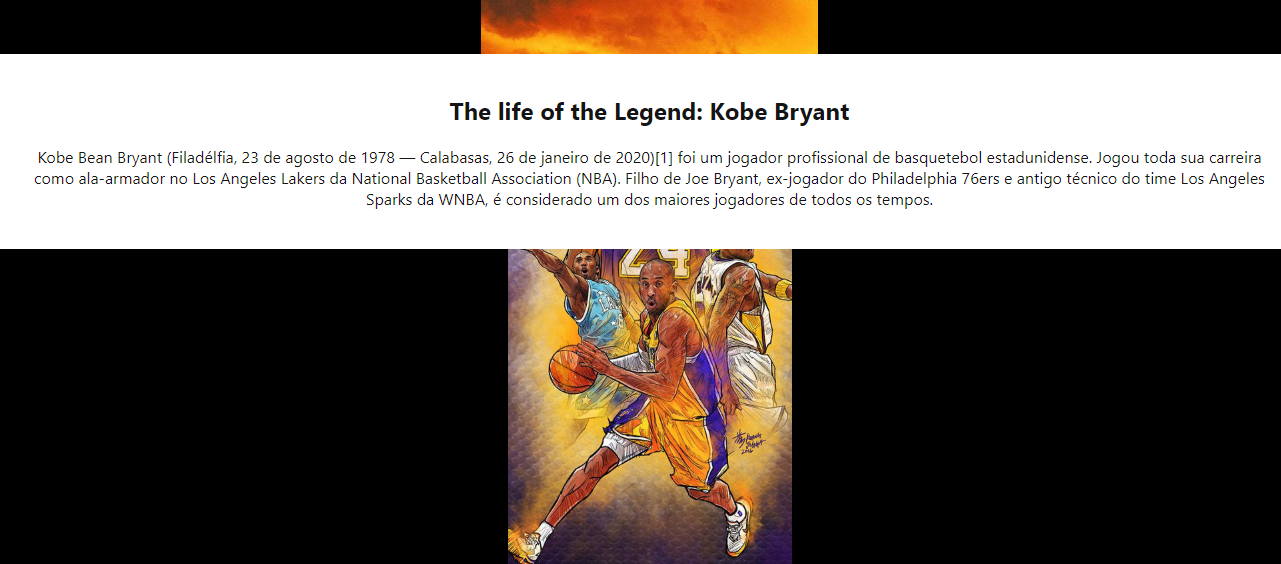 The life of the Legend: Kobe Bryant
Kobe Bean Bryant (Filadélfia, 23 de agosto de 1978 — Calabasas, 26 de janeiro de 2020)[1] foi um jogador profissional de basquetebol estadunidense. Jogou toda sua carreira
como ala-armador no Los Angeles Lakers da National Basketball Association (NBA). Filho de Joe Bryant, ex-jogador do Philadelphia 76ers e antigo técnico do time Los Angeles
Sparks da WNBA, é considerado um dos maiores jogadores de todos os tempos.
24